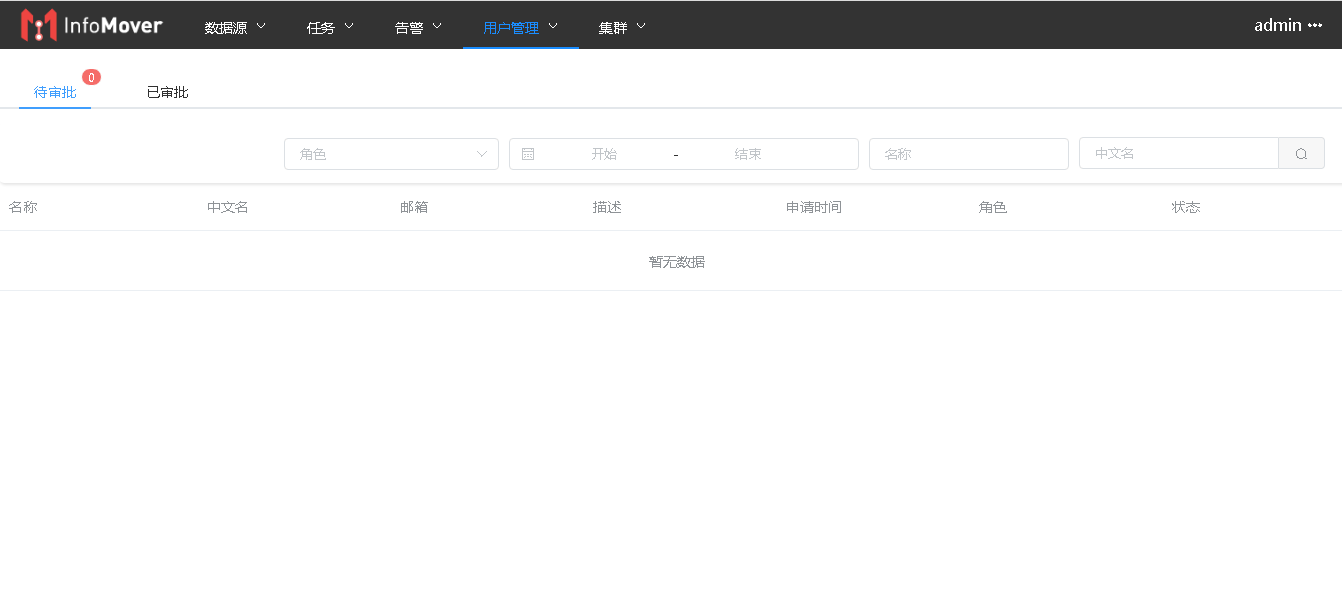 InfoMover 数据源 任务 告警 用户管理 集群 admin •••
待审批 0 已审批
角色 开始 - 结束 名称 中文名
名称 中文名 邮箱 描述 申请时间 角色 状态
暂无数据